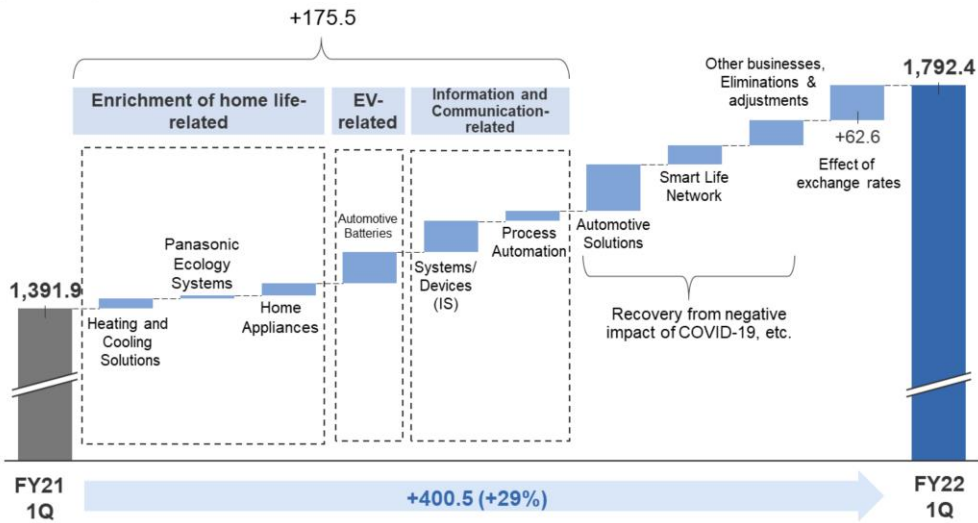 +175.5
Enrichment of home life-
related
EV-
related
Information and
Communication-
related
Other businesses,
Eliminations &
adjustments
1,792.4
+62.6
Effect of
exchange rates
Smart Life
Network
Automotive
Solutions
Process
Automation
Automotive
Batteries
Systems/
Devices
(IS)
Panasonic
Ecology
Systems
Home
Appliances
1,391.9
Heating and
Cooling
Solutions
Recovery from negative
impact of COVID-19, etc.
FY21
1Q
+400.5 (+29%)
FY22
1Q